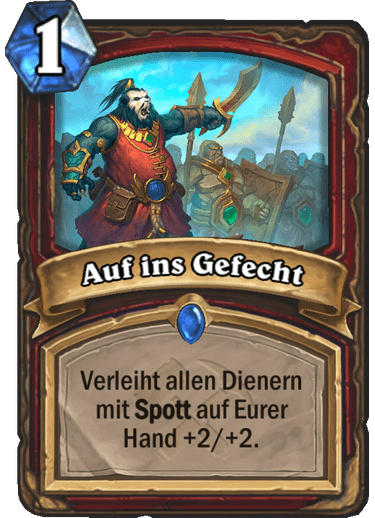 1
Auf ins Gefecht
Verleiht allen Dienern
mit Spott auf Eurer
Hand +2/+2.